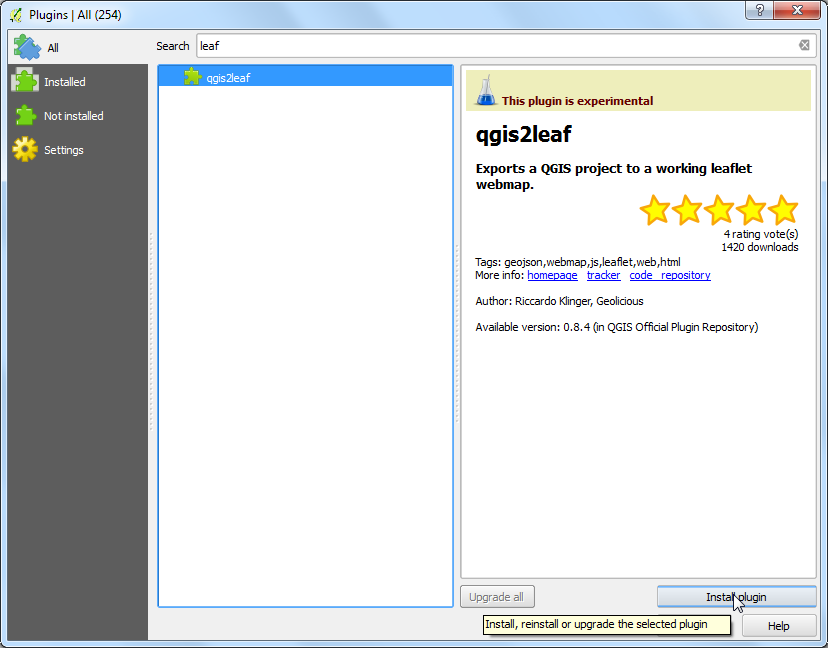 Plugins | All (254)
?
All
Search
leaf
Installed
Not installed
Settings
qgis2leaf
This plugin is experimental
qgis2leaf
Exports a QGIS project to a working leaflet
webmap.
4 rating vote(s)
1420 downloads
Tags: geojson,webmap,js,leaflet,web,html
More info: homepage tracker code_repository
Author: Riccardo Klinger, Geolicious
Available version: 0.8.4 (in QGIS Official Plugin Repository)
Upgrade all
Install plugin
Install, reinstall or upgrade the selected plugin
Help